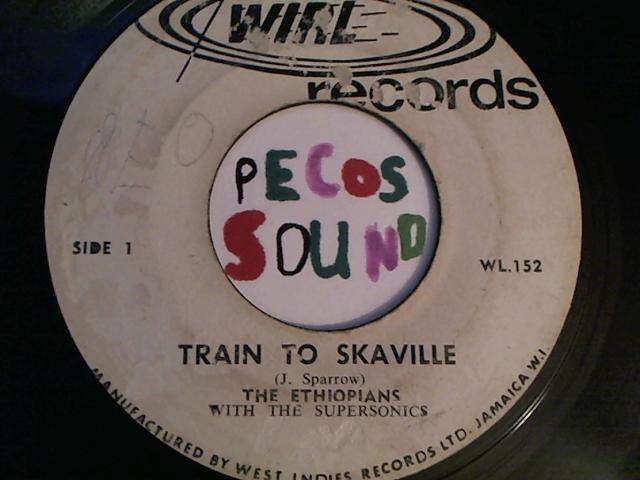 WIRL
records
PECOS
SOUND
SIDE 1
WL.152
TRAIN TO SKAVILLE
(J. Sparrow)
THE ETHIOPIANS
WITH THE SUPERSONICS
MANUFACTURED BY WEST INDIES RECORDS LTD. JAMAICA W.I.